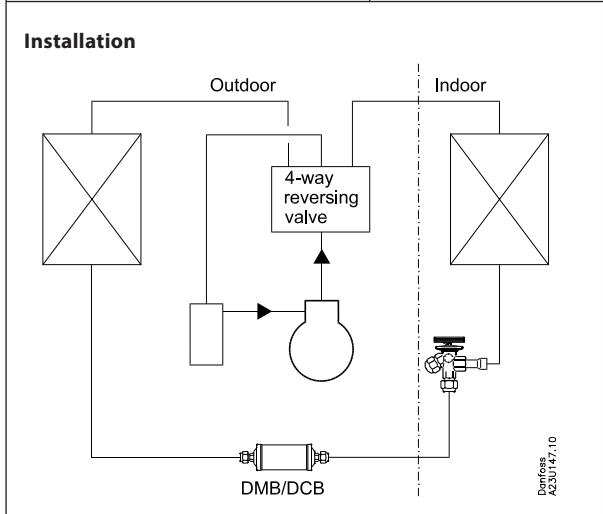 Installation
Outdoor
Indoor
4-way
reversing
valve
DMB/DCB
Danfoss
A23U147.10